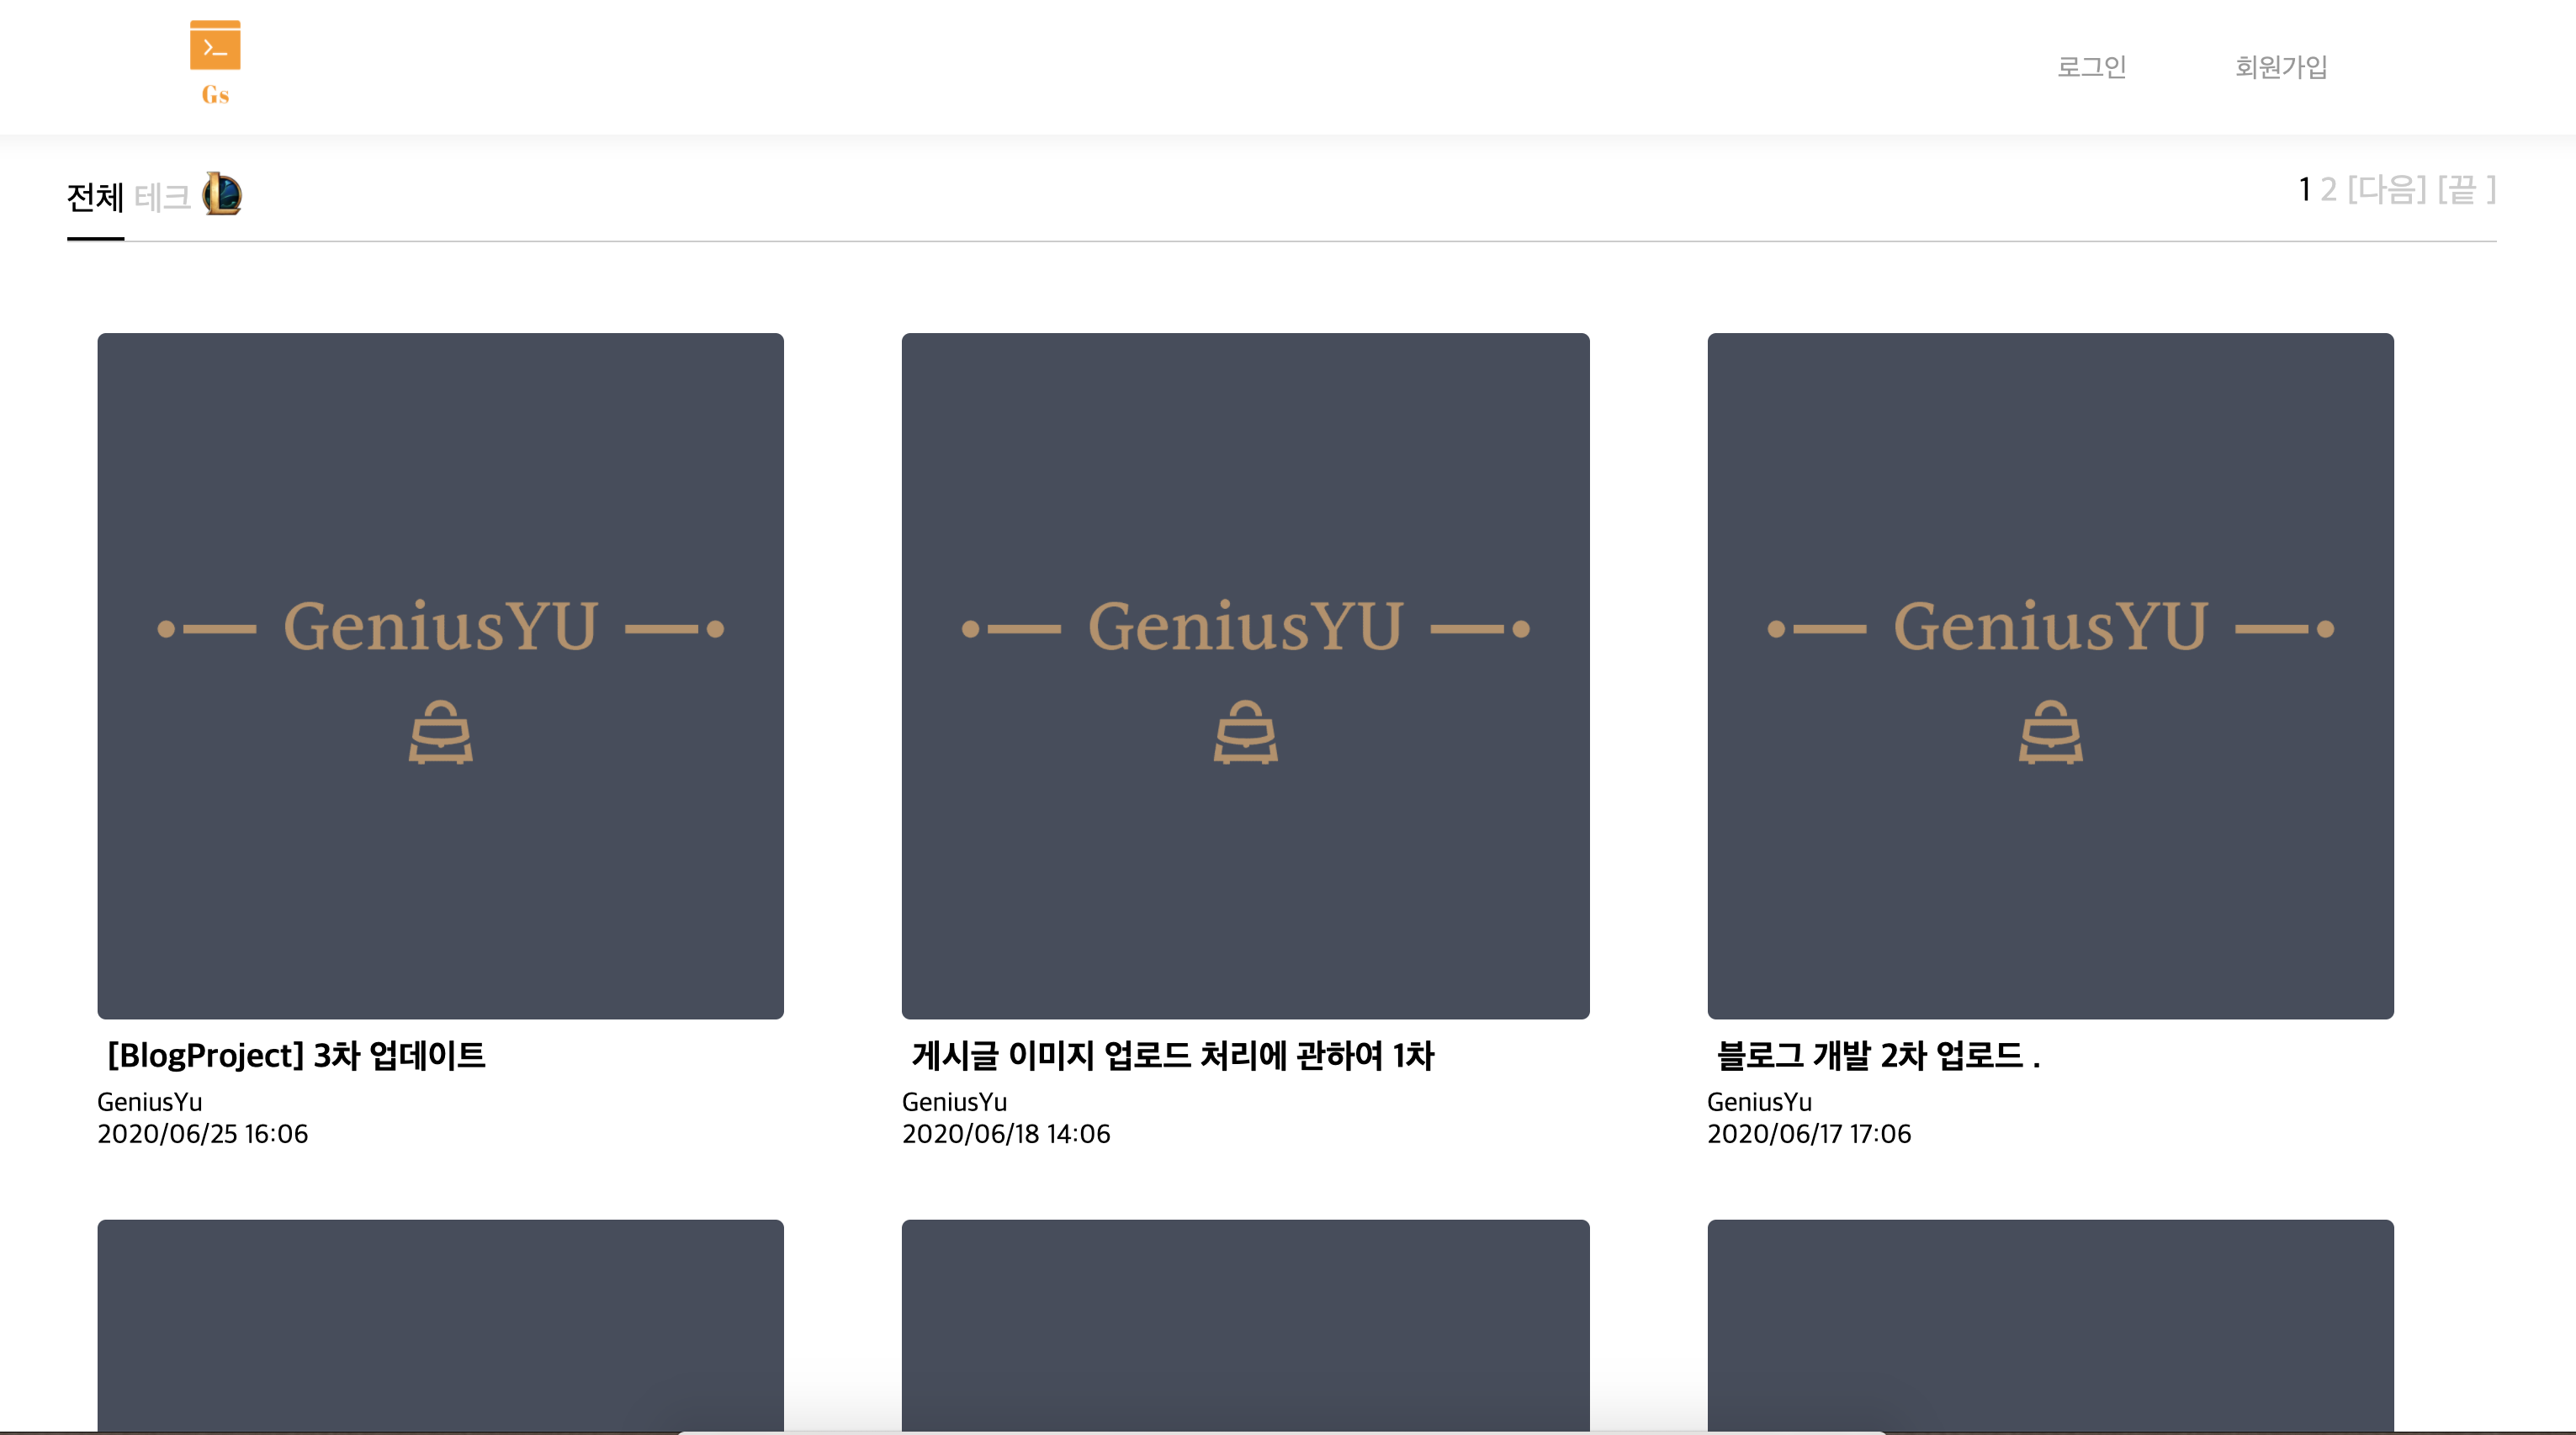 >_
Gs
로그인 회원가입
전체 테크
1 2 [다음] [끝 ]
GeniusYU
GeniusYU
GeniusYU
[BlogProject] 3차 업데이트
GeniusYu
2020/06/25 16:06
게시글 이미지 업로드 처리에 관하여 1차
GeniusYu
2020/06/18 14:06
블로그 개발 2차 업로드 .
GeniusYu
2020/06/17 17:06